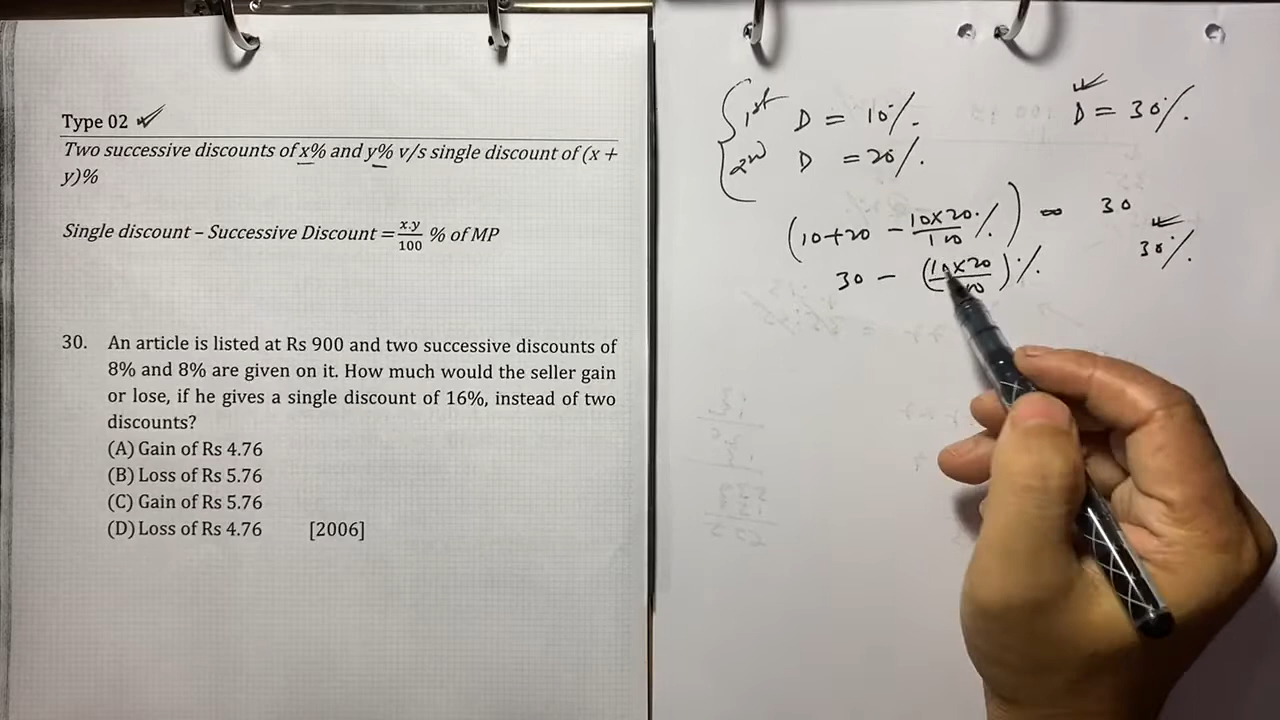 Type 02
Two successive discounts of x% and y% v/s single discount of (x +
y)%
Single discount – Successive Discount = x.y/100 % of MP
30. An article is listed at Rs 900 and two successive discounts of
8% and 8% are given on it. How much would the seller gain
or lose, if he gives a single discount of 16%, instead of two
discounts?
(A) Gain of Rs 4.76
(B) Loss of Rs 5.76
(C) Gain of Rs 5.76
(D) Loss of Rs 4.76 [2006]
1st D = 10%.
2nd D = 20%.
D = 30%.
(10+20 - 10x20/100 %) 30
30 - (10x20/100)%
30%.